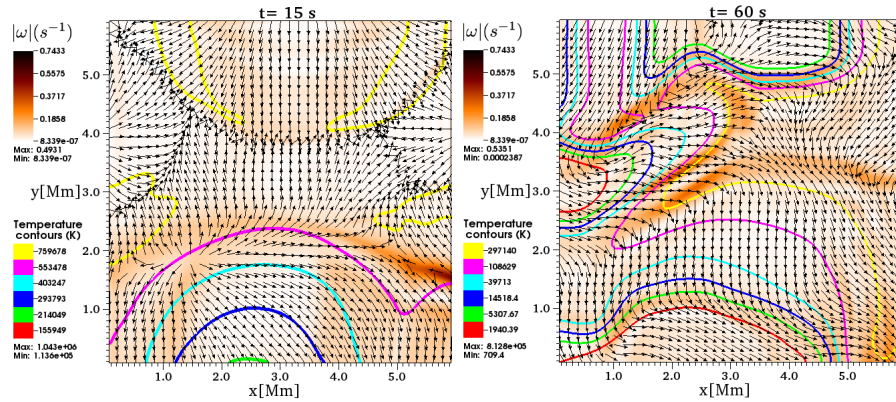 t= 15 s
|ω|(s⁻¹)
0.7433
0.5575
0.3717
0.1858
8.339e-07
Max: 0.4931
Min: 8.339e-07
y[Mm]
5.0
4.0
3.0
2.0
1.0
Temperature
contours (K)
759678
553478
403247
293793
214049
155949
Max: 1.043e+06
Min: 1.136e+05
1.0 2.0 3.0 4.0 5.0
x[Mm]
t= 60 s
|ω|(s⁻¹)
0.7433
0.5575
0.3717
0.1858
8.339e-07
Max: 0.5351
Min: 0.0002387
y[Mm]
5.0
4.0
3.0
2.0
1.0
Temperature
contours (K)
297140
108629
39713
14518.4
5307.67
1940.39
Max: 8.128e+05
Min: 709.4
1.0 2.0 3.0 4.0 5.0
x[Mm]